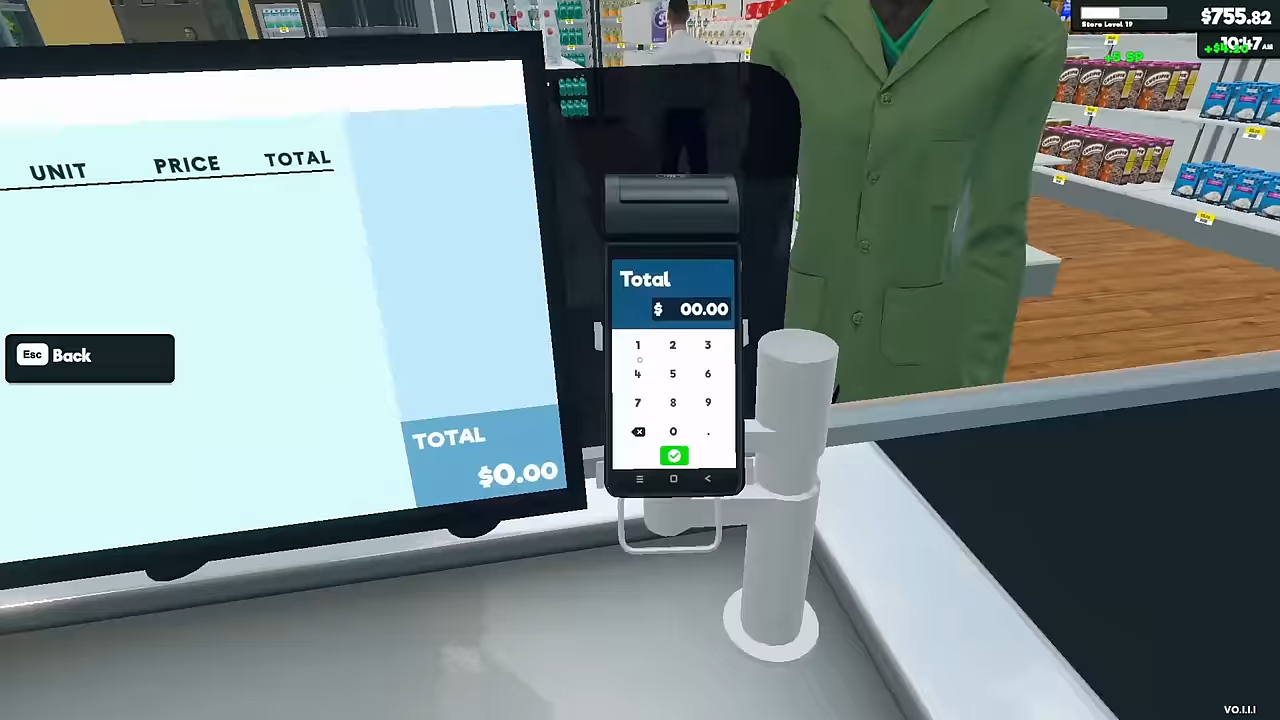 UNIT PRICE TOTAL
Esc Back
TOTAL
$0.00
Total
$ 00.00
1 2 3
4 5 6
7 8 9
0 .
$755.82
Store Level 19
10:47 AM
V0.1.1.1